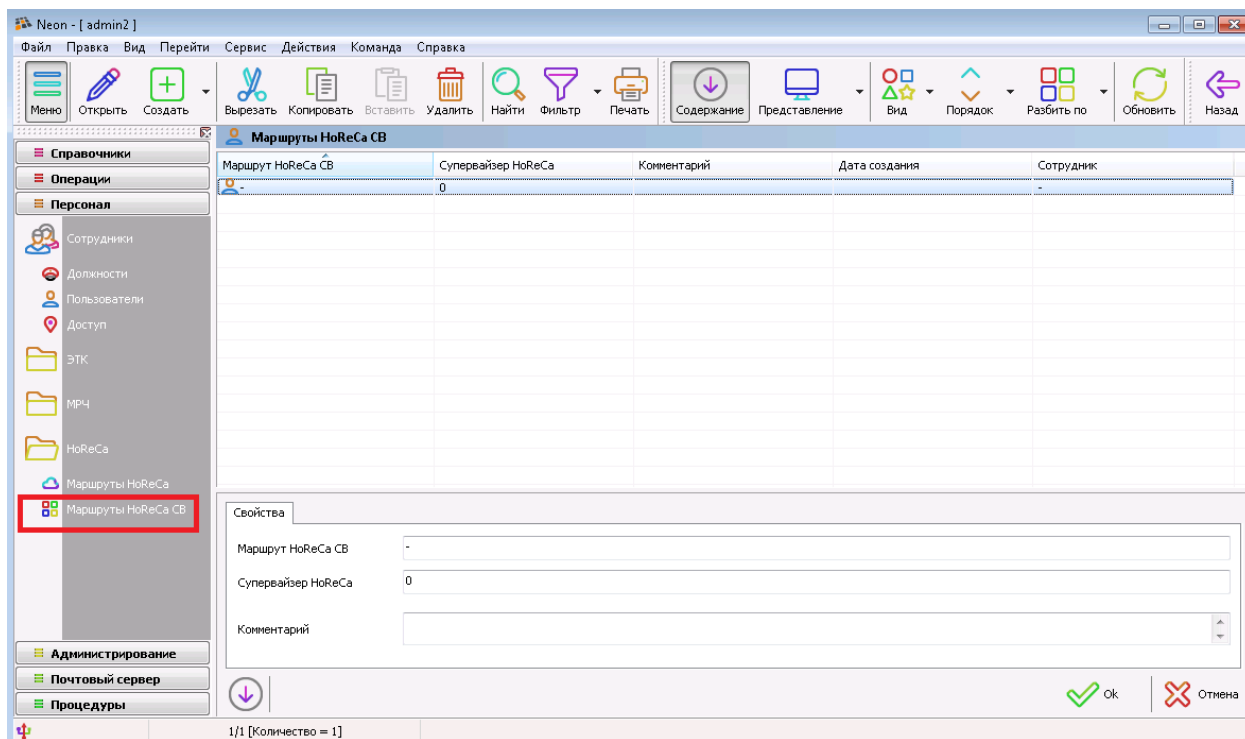 Neon - [ admin2 ]
Файл Правка Вид Перейти Сервис Действия Команда Справка
Меню Открыть Создать Вырезать Копировать Вставить Удалить Найти Фильтр Печать Содержание Представление Вид Порядок Разбить по Обновить Назад
Справочники
Операции
Персонал
Сотрудники
Должности
Пользователи
Доступ
ЭТК
МРЧ
HoReCa
Маршруты HoReCa
Маршруты HoReCa СВ
Администрирование
Почтовый сервер
Процедуры
Маршруты HoReCa СВ
Маршрут HoReCa СВ Супервайзер HoReCa Комментарий Дата создания Сотрудник
- 0 -
Свойства
Маршрут HoReCa СВ -
Супервайзер HoReCa 0
Комментарий
Ok Отмена
1/1 [Количество = 1]